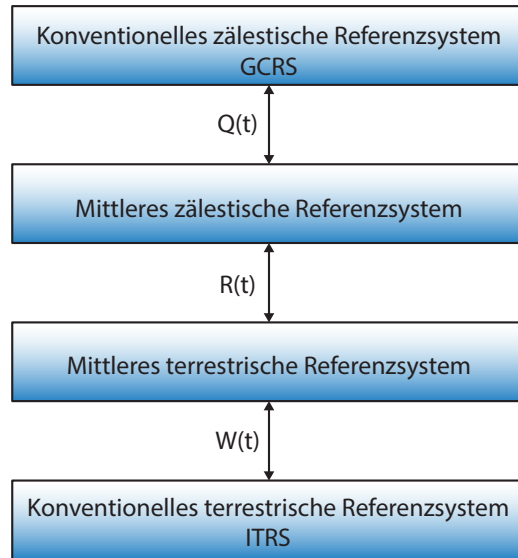 Konventionelles zälestische Referenzsystem
GCRS
Q(t)
Mittleres zälestische Referenzsystem
R(t)
Mittleres terrestrische Referenzsystem
W(t)
Konventionelles terrestrische Referenzsystem
ITRS